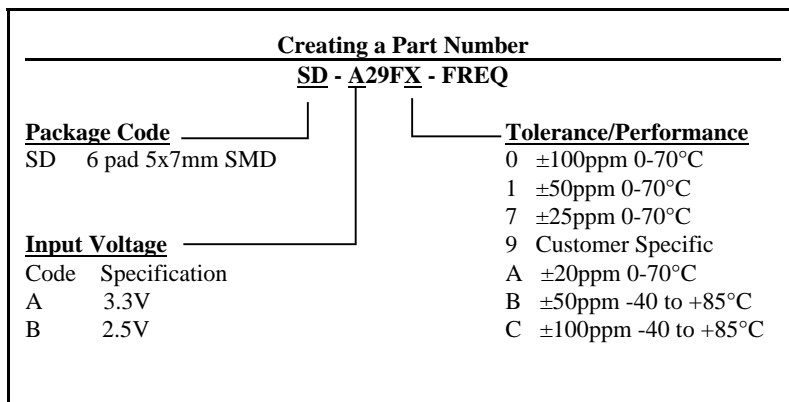 Creating a Part Number
SD - A29FX - FREQ
Package Code
SD 6 pad 5x7mm SMD
Input Voltage
Code Specification
A 3.3V
B 2.5V
Tolerance/Performance
0 ±100ppm 0-70°C
1 ±50ppm 0-70°C
7 ±25ppm 0-70°C
9 Customer Specific
A ±20ppm 0-70°C
B ±50ppm -40 to +85°C
C ±100ppm -40 to +85°C